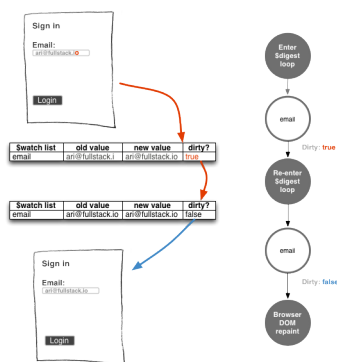 Sign in
Email:
ari@fullstack.io
Login
$watch list old value new value dirty?
email ari@fullstack.i ari@fullstack.io true
$watch list old value new value dirty?
email ari@fullstack.io ari@fullstack.io false
Sign in
Email:
ari@fullstack.io
Login
Enter
$digest
loop
email
Dirty: true
Re-enter
$digest
loop
email
Dirty: false
Browser
DOM
repaint